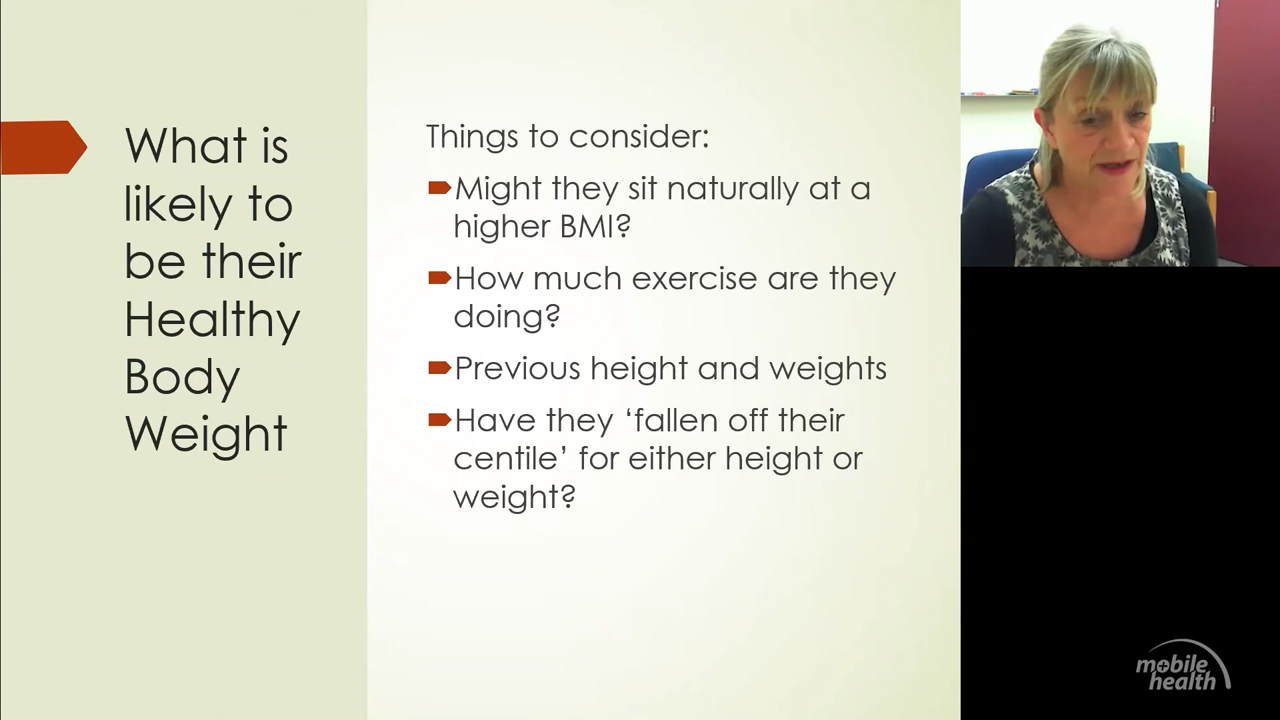 What is
likely to
be their
Healthy
Body
Weight
Things to consider:
Might they sit naturally at a
higher BMI?
How much exercise are they
doing?
Previous height and weights
Have they ‘fallen off their
centile’ for either height or
weight?
mobile
health